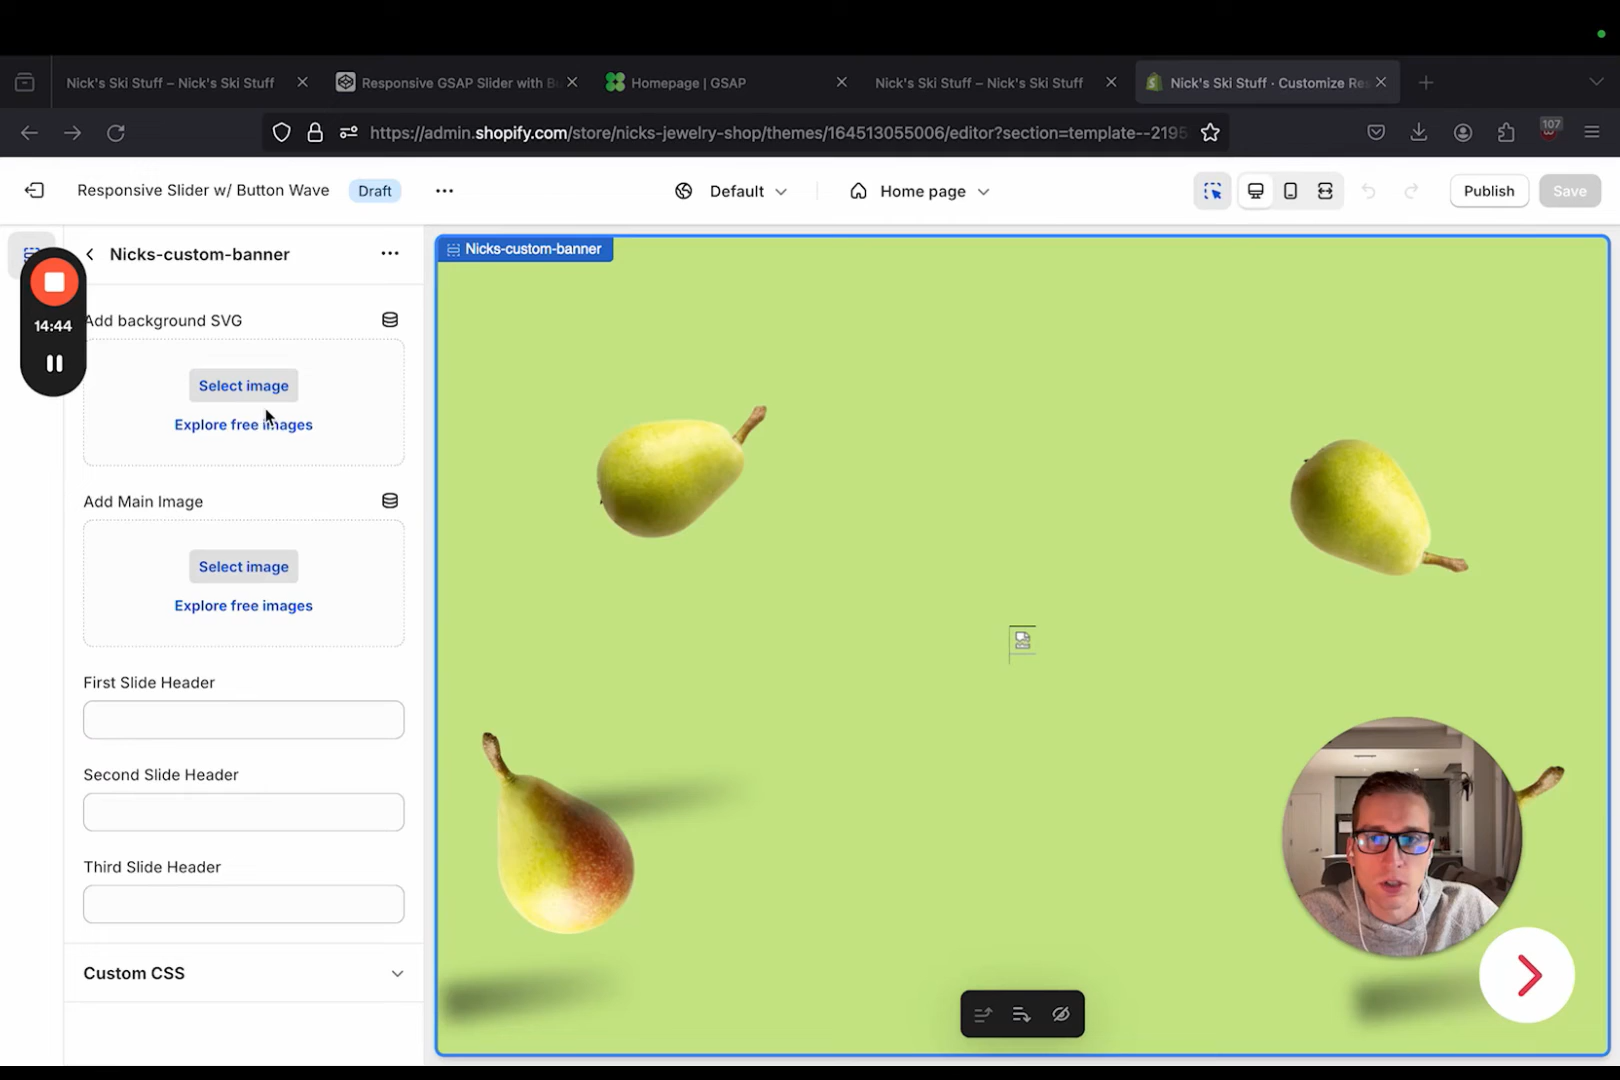 Nick's Ski Stuff – Nick's Ski Stuff
Responsive GSAP Slider with Bu
Homepage | GSAP
Nick's Ski Stuff – Nick's Ski Stuff
Nick's Ski Stuff · Customize Res
https://admin.shopify.com/store/nicks-jewelry-shop/themes/164513055006/editor?section=template--2195
107
Responsive Slider w/ Button Wave
Draft
Default
Home page
Publish
Save
Nicks-custom-banner
Nicks-custom-banner
14:44
Add background SVG
Select image
Explore free images
Add Main Image
Select image
Explore free images
First Slide Header
Second Slide Header
Third Slide Header
Custom CSS